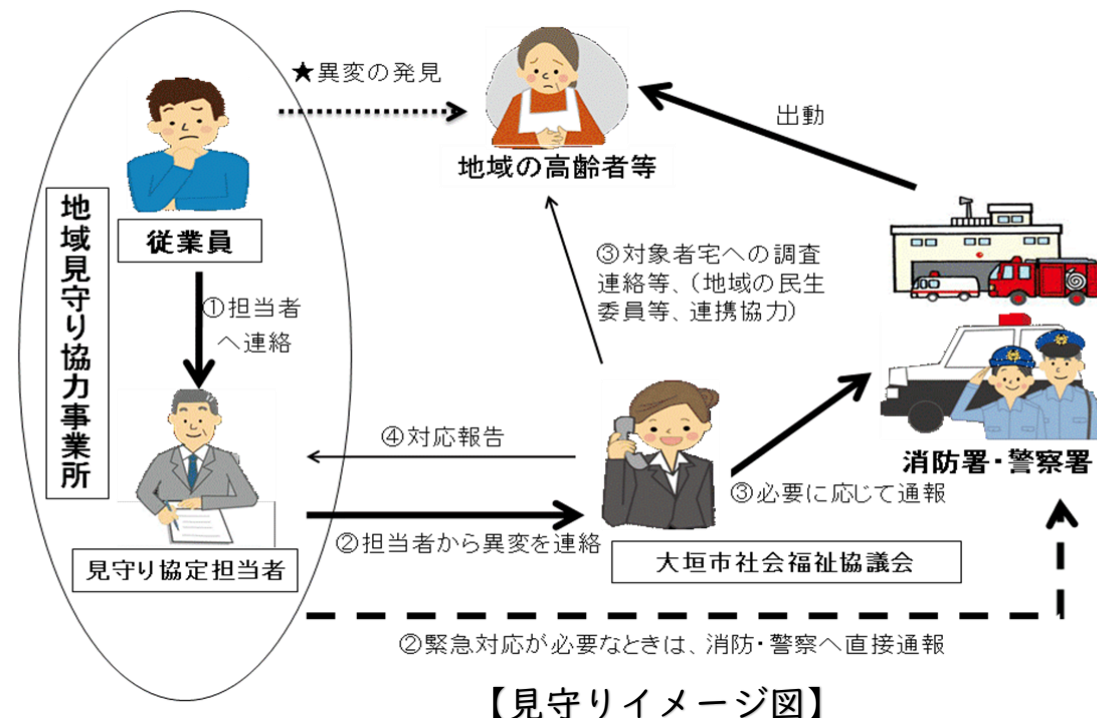 ★異変の発見
地域の高齢者等
出動
地域見守り協力事業所
従業員
①担当者
へ連絡
③対象者宅への調査
連絡等、（地域の民生
委員等、連携協力）
④対応報告
消防署・警察署
③必要に応じて通報
②担当者から異変を連絡
見守り協定担当者
大垣市社会福祉協議会
②緊急対応が必要なときは、消防・警察へ直接通報
【見守りイメージ図】